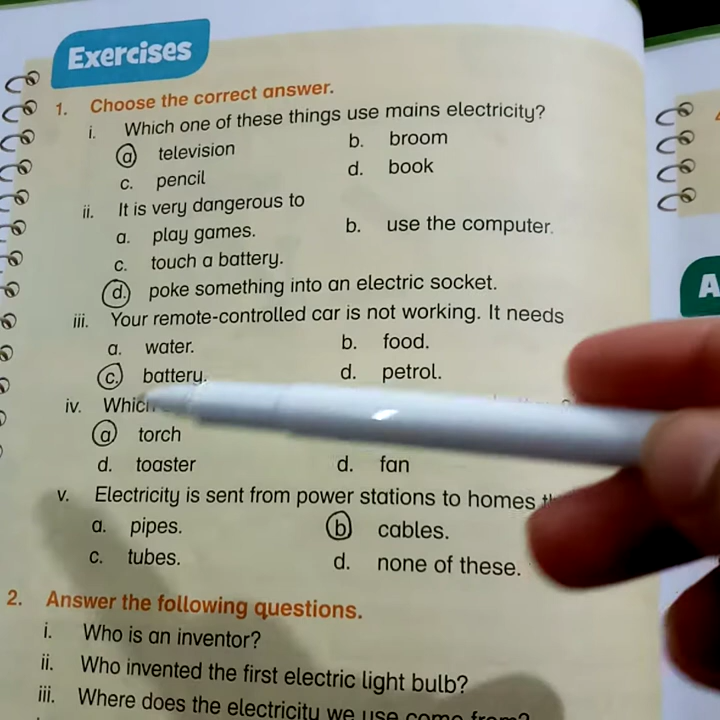 Exercises
1. Choose the correct answer.
i. Which one of these things use mains electricity?
a television b. broom
c. pencil d. book
ii. It is very dangerous to
a. play games. b. use the computer.
c. touch a battery.
d. poke something into an electric socket.
iii. Your remote-controlled car is not working. It needs
a. water. b. food.
c. battery. d. petrol.
iv. Which
a torch
d. toaster d. fan
v. Electricity is sent from power stations to homes
a. pipes. b cables.
c. tubes. d. none of these.
2. Answer the following questions.
i. Who is an inventor?
ii. Who invented the first electric light bulb?
iii. Where does the electricity we use come from?
A